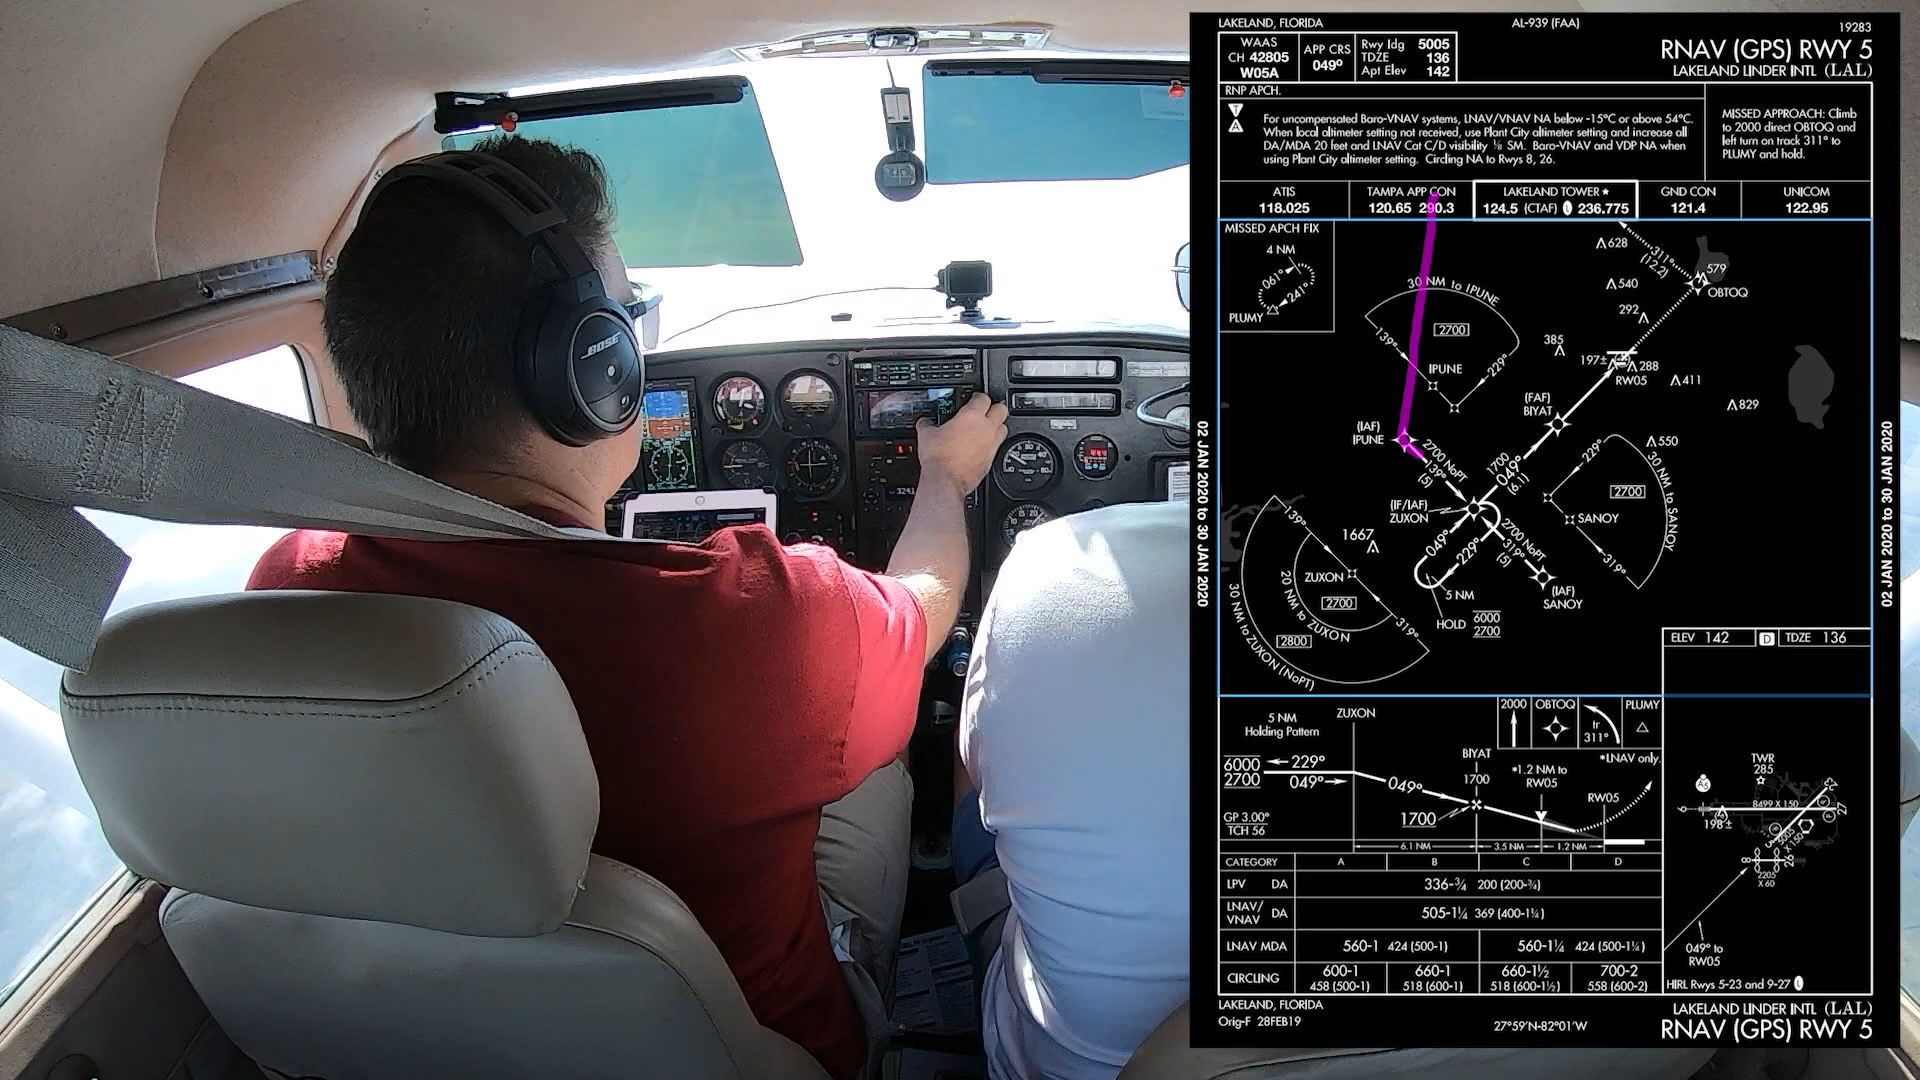 BOSE
LAKELAND, FLORIDA
AL-939 (FAA)
19283
WAAS
CH 42805
W05A
APP CRS
049°
Rwy ldg 5005
TDZE 136
Apt Elev 142
RNAV (GPS) RWY 5
LAKELAND LINDER INTL (LAL)
RNP APCH.
T
A
For uncompensated Baro-VNAV systems, LNAV/VNAV NA below -15°C or above 54°C.
When local altimeter setting not received, use Plant City altimeter setting and increase all
DA/MDA 20 feet and LNAV Cat C/D visibility ⅛ SM. Baro-VNAV and VDP NA when
using Plant City altimeter setting. Circling NA to Rwys 8, 26.
MISSED APPROACH: Climb
to 2000 direct OBTOQ and
left turn on track 311° to
PLUMY and hold.
ATIS
118.025
TAMPA APP CON
120.65 290.3
LAKELAND TOWER★
124.5 (CTAF) L 236.775
GND CON
121.4
UNICOM
122.95
MISSED APCH FIX
4 NM
061°
241°
PLUMY
628
311°
(12.2)
579
OBTOQ
540
292
30 NM to IPUNE
2700
139°
229°
IPUNE
385
197±
288
RW05
411
829
(FAF)
BIYAT
(IAF)
IPUNE
2700 NoPT
139°
(5)
1700
049°
(6.1)
550
229°
30 NM to SANOY
2700
SANOY
319°
(IF/IAF)
ZUXON
2700 NoPT
319°
(5)
049°
229°
5 NM
(IAF)
SANOY
HOLD 6000
2700
1667
139°
ZUXON
2700
20 NM to ZUXON
2800
319°
30 NM to ZUXON (NoPT)
02 JAN 2020 to 30 JAN 2020
02 JAN 2020 to 30 JAN 2020
ELEV 142
D
TDZE 136
5 NM
Holding Pattern
ZUXON
2000
OBTOQ
tr
311°
PLUMY
6000
2700
229°
049°
049°
BIYAT
1700
1700
*1.2 NM to
RW05
*LNAV only.
RW05
GP 3.00°
TCH 56
6.1 NM
3.5 NM
1.2 NM
CATEGORY A B C D
LPV DA 336-¾ 200 (200-¾)
LNAV/
VNAV DA 505-1¼ 369 (400-1¼)
LNAV MDA 560-1 424 (500-1) 560-1¼ 424 (500-1¼)
CIRCLING 600-1 660-1 660-1½ 700-2
458 (500-1) 518 (600-1) 518 (600-1½) 558 (600-2)
TWR
285
A5
8499 X 150
9
27
23
198±
5005
X 150
8
26
2205
X 60
049° to
RW05
HIRL Rwys 5-23 and 9-27 L
LAKELAND, FLORIDA
Orig-F 28FEB19
27°59'N-82°01'W
LAKELAND LINDER INTL (LAL)
RNAV (GPS) RWY 5